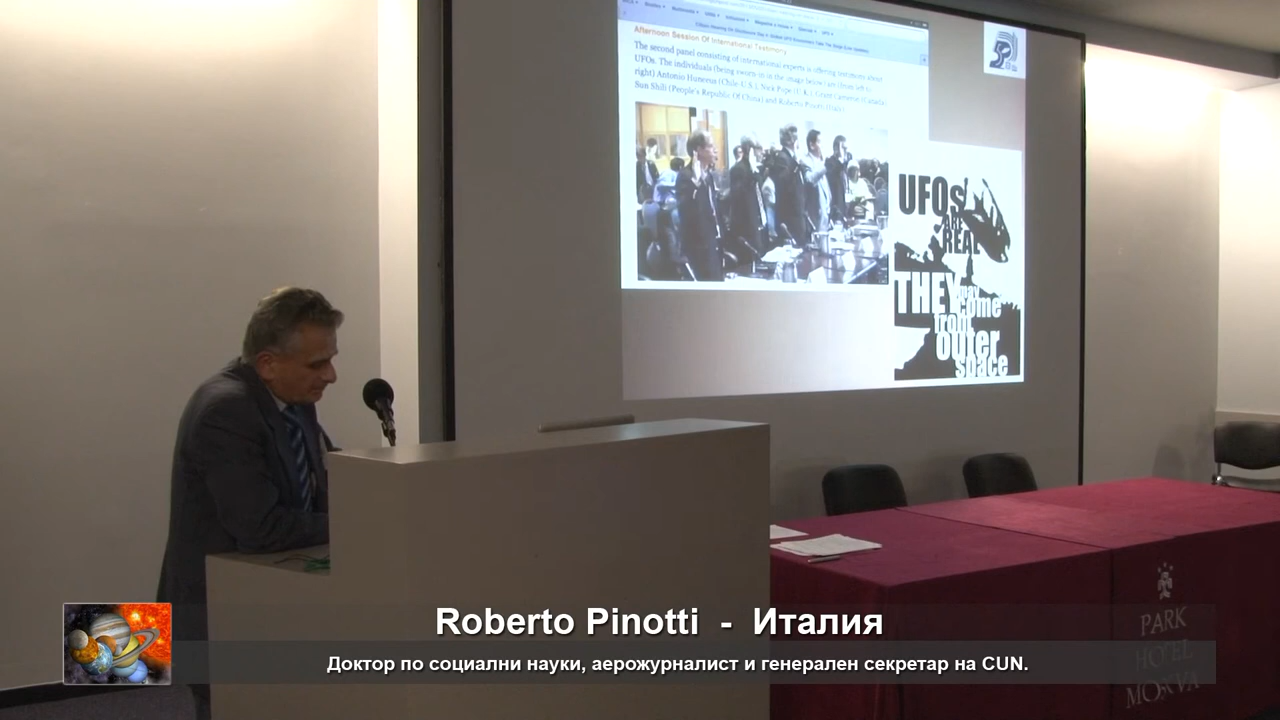 Afternoon Session Of International Testimony
The second panel consisting of international experts is offering testimony about
UFOs. The individuals (being sworn in in the image below) are (from left to
right) Antonio Huneeus (Chile-U.S.), Nick Pope (U.K.), Grant Cameron (Canada)
Sun Shili (People's Republic Of China) and Roberto Pinotti (Italy)
UFOs
ARE
REAL
THEY may
come
from
outer
space
Roberto Pinotti - Италия
Доктор по социални науки, аерожурналист и генерален секретар на CUN.
PARK
HOTEL
МОСКVA